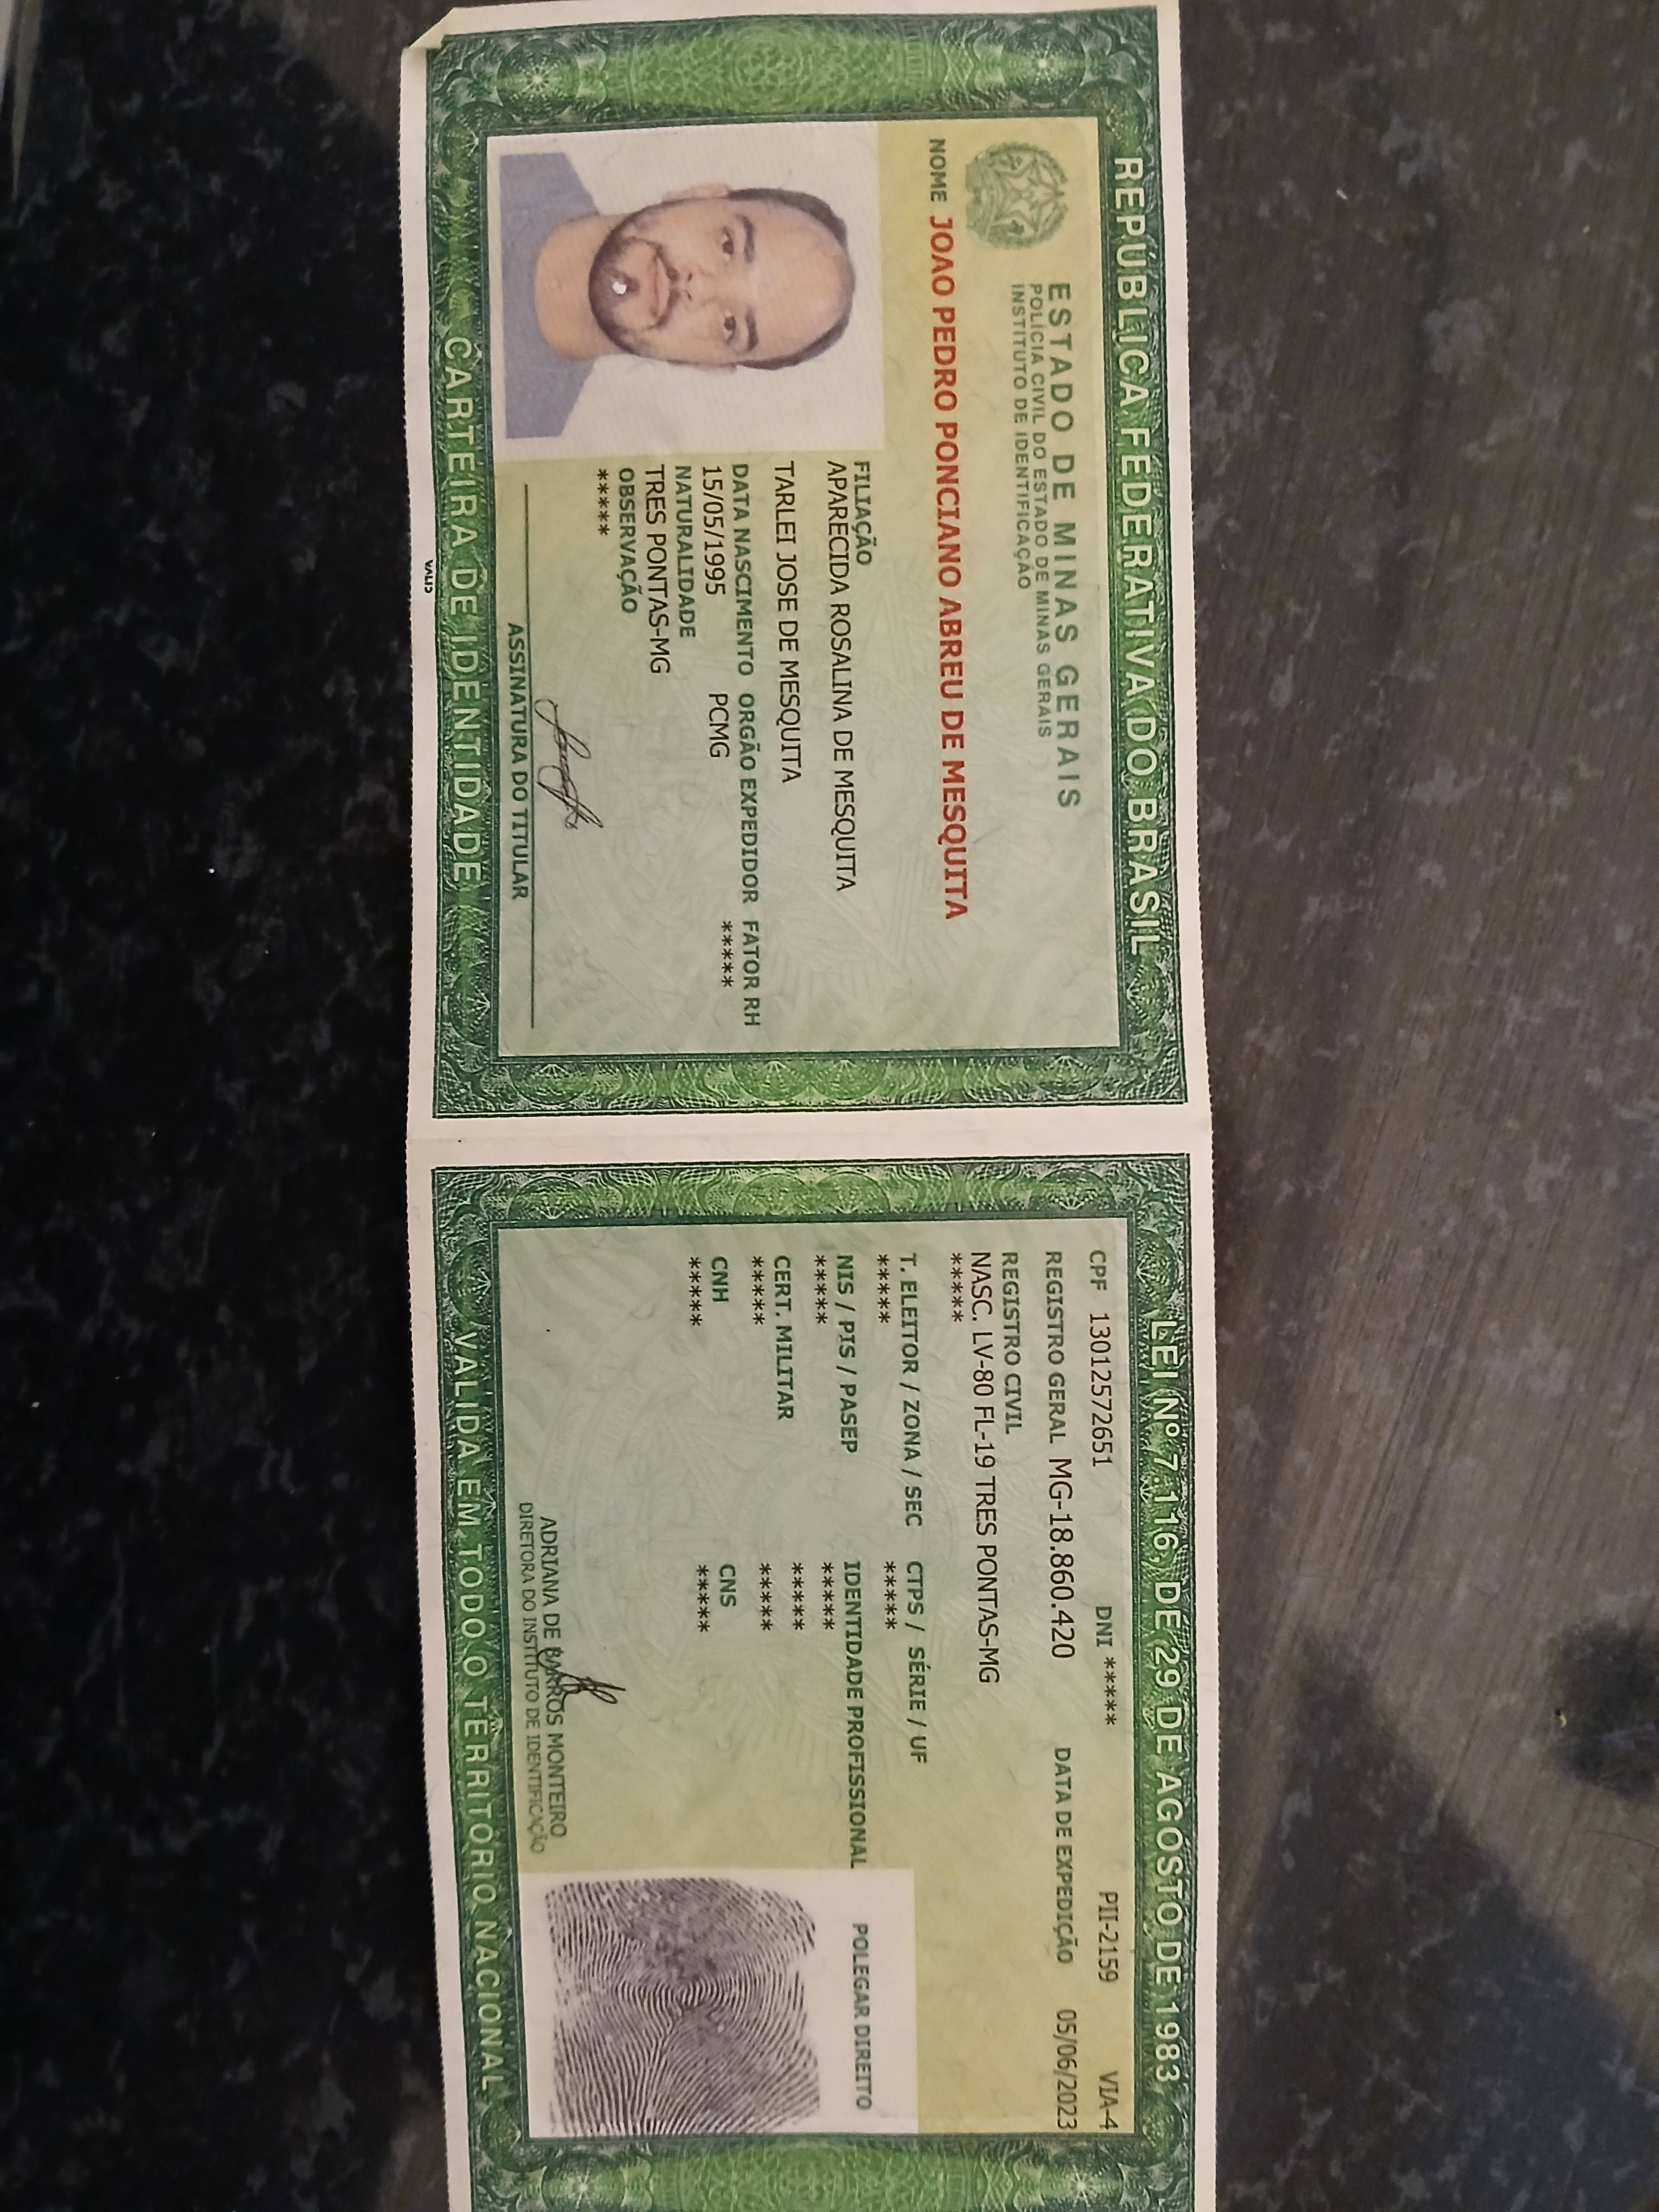 REPÚBLICA FEDERATIVA DO BRASIL
ESTADO DE MINAS GERAIS
POLÍCIA CIVIL DO ESTADO DE MINAS GERAIS
INSTITUTO DE IDENTIFICAÇÃO
NOME JOAO PEDRO PONCIANO ABREU DE MESQUITA
FILIAÇÃO
APARECIDA ROSALINA DE MESQUITA
TARLEI JOSE DE MESQUITA
DATA NASCIMENTO ORGÃO EXPEDIDOR FATOR RH
15/05/1995 PCMG *****
NATURALIDADE
TRES PONTAS-MG
OBSERVAÇÃO
*****
ASSINATURA DO TITULAR
CARTEIRA DE IDENTIDADE
VALID
LEI Nº 7.116, DE 29 DE AGOSTO DE 1983
CPF 13012572651 DNI ***** PII-2159 VIA-4
REGISTRO GERAL MG-18.860.420 DATA DE EXPEDIÇÃO 05/06/2023
REGISTRO CIVIL
NASC. LV-80 FL-19 TRES PONTAS-MG
*****
T. ELEITOR / ZONA / SEC CTPS / SÉRIE / UF
***** *****
NIS / PIS / PASEP IDENTIDADE PROFISSIONAL
***** *****
CERT. MILITAR *****
***** *****
CNH CNS
***** *****
POLEGAR DIREITO
ADRIANA DE BARROS MONTEIRO
DIRETORA DO INSTITUTO DE IDENTIFICAÇÃO
VALIDA EM TODO O TERRITÓRIO NACIONAL